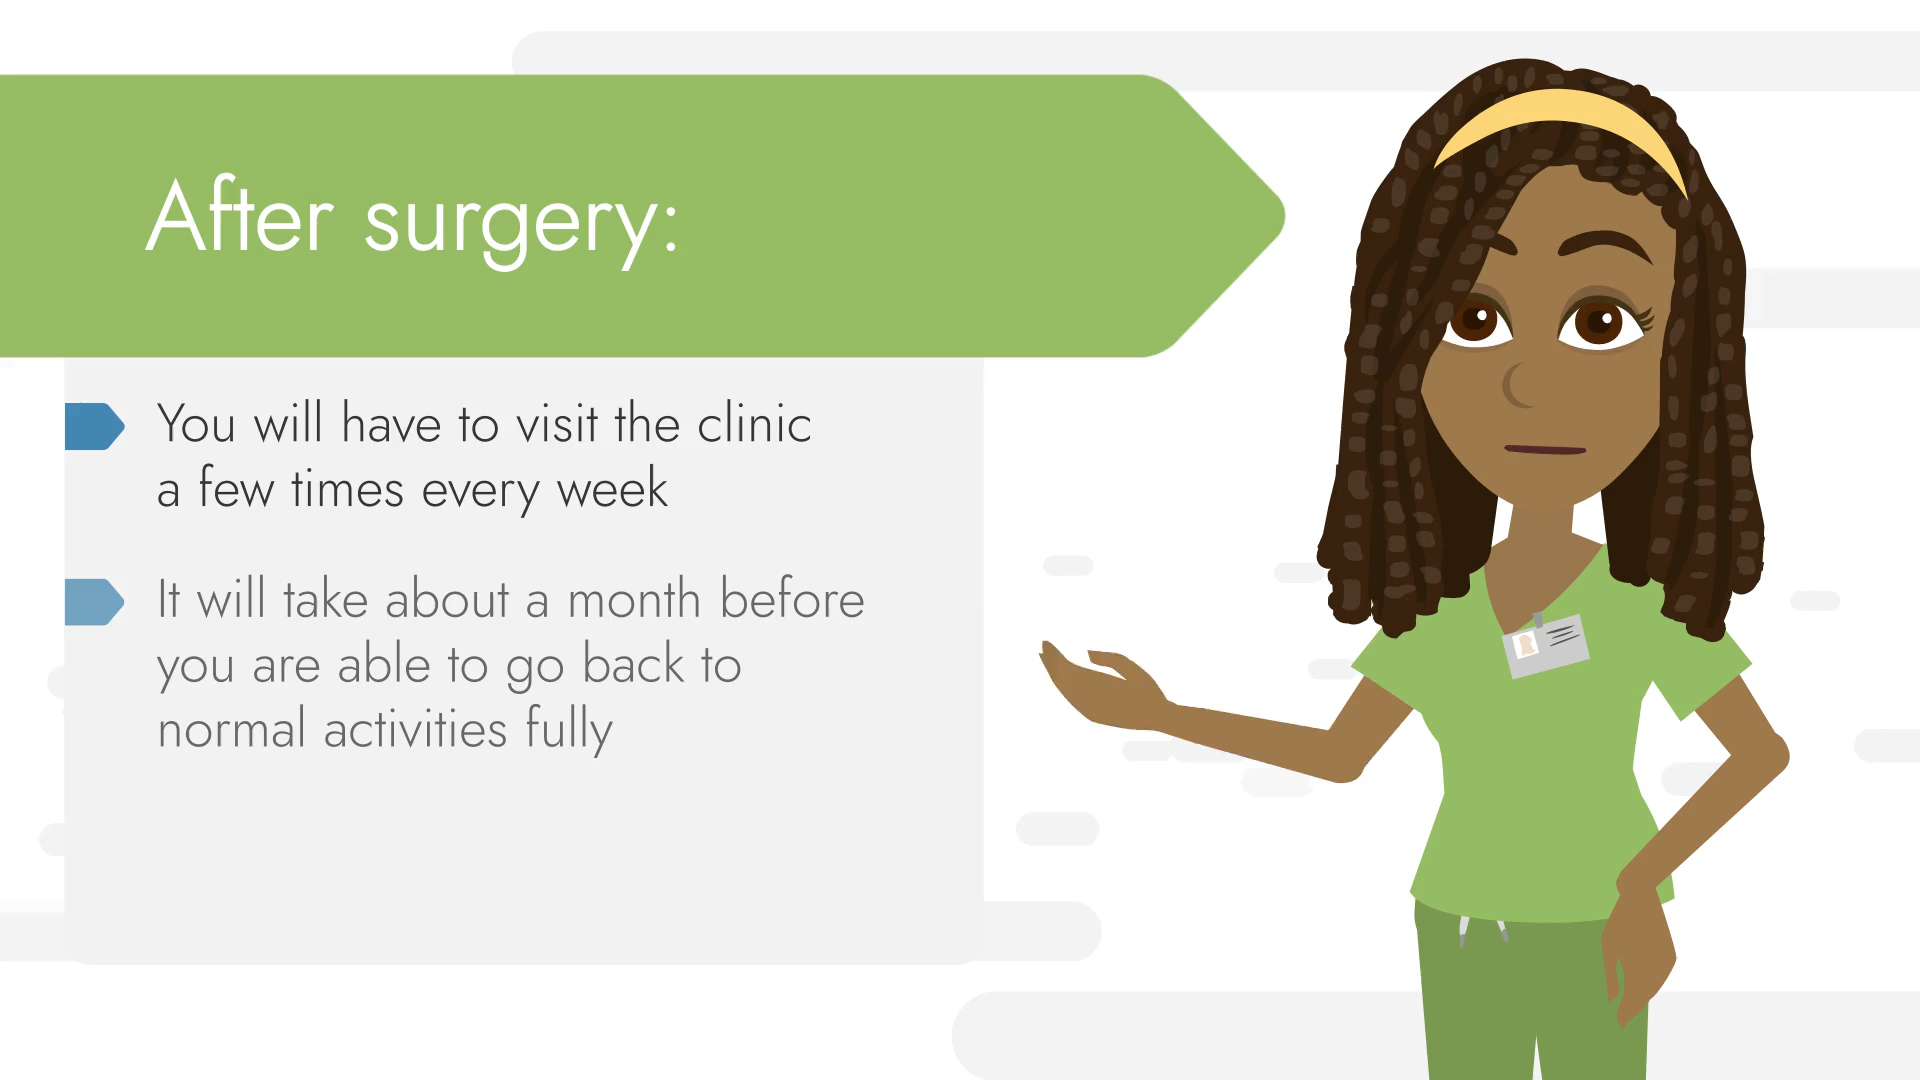 After surgery:
You will have to visit the clinic
a few times every week
It will take about a month before
you are able to go back to
normal activities fully